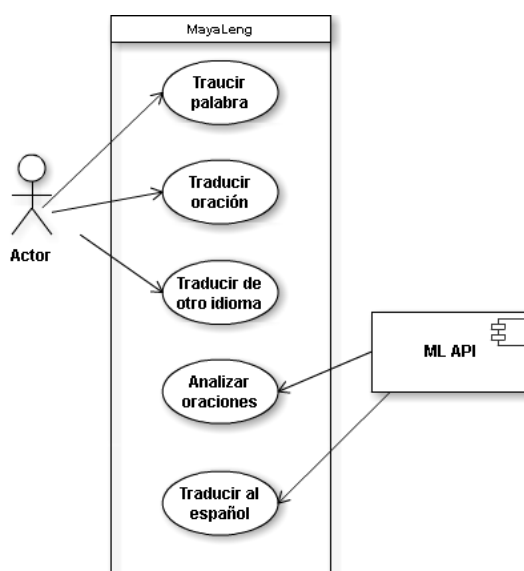 MayaLeng
Traucir
palabra
Traducir
oración
Actor
Traducir de
otro idioma
ML API
Analizar
oraciones
Traducir al
español